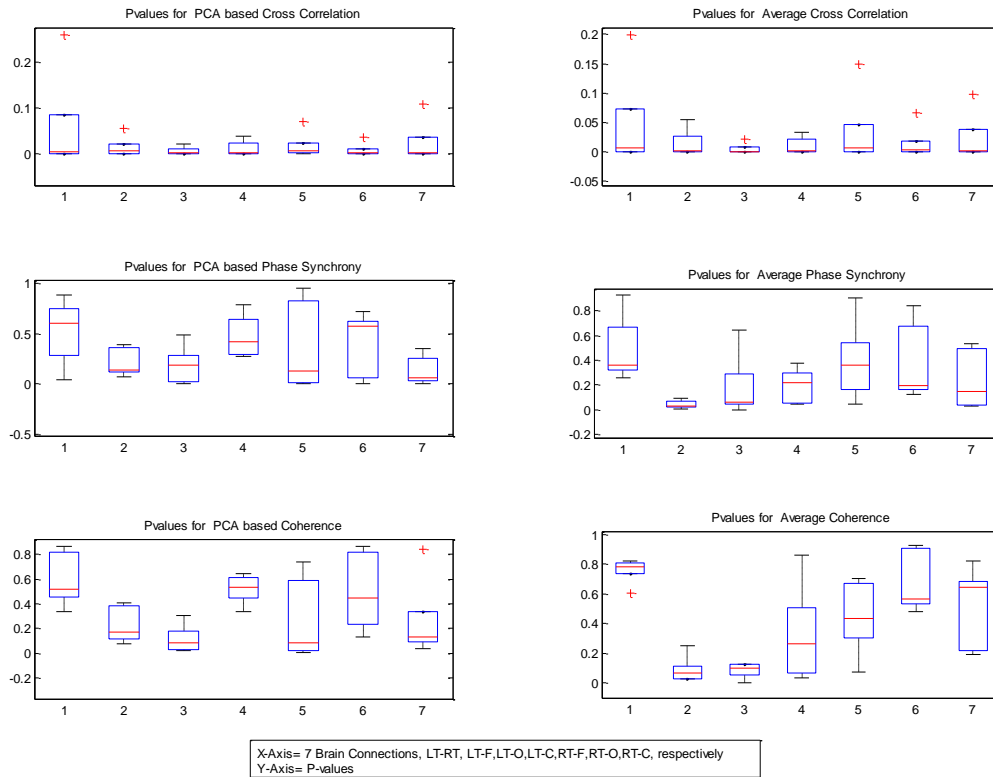 Pvalues for PCA based Cross Correlation
0.2
0.1
0
1 2 3 4 5 6 7
Pvalues for Average Cross Correlation
0.2
0.15
0.1
0.05
0
-0.05
1 2 3 4 5 6 7
Pvalues for PCA based Phase Synchrony
1
0.5
0
-0.5
1 2 3 4 5 6 7
Pvalues for Average Phase Synchrony
0.8
0.6
0.4
0.2
0
-0.2
1 2 3 4 5 6 7
Pvalues for PCA based Coherence
0.8
0.6
0.4
0.2
0
-0.2
1 2 3 4 5 6 7
Pvalues for Average Coherence
1
0.8
0.6
0.4
0.2
0
1 2 3 4 5 6 7
X-Axis= 7 Brain Connections, LT-RT, LT-F,LT-O,LT-C,RT-F,RT-O,RT-C, respectively
Y-Axis= P-values